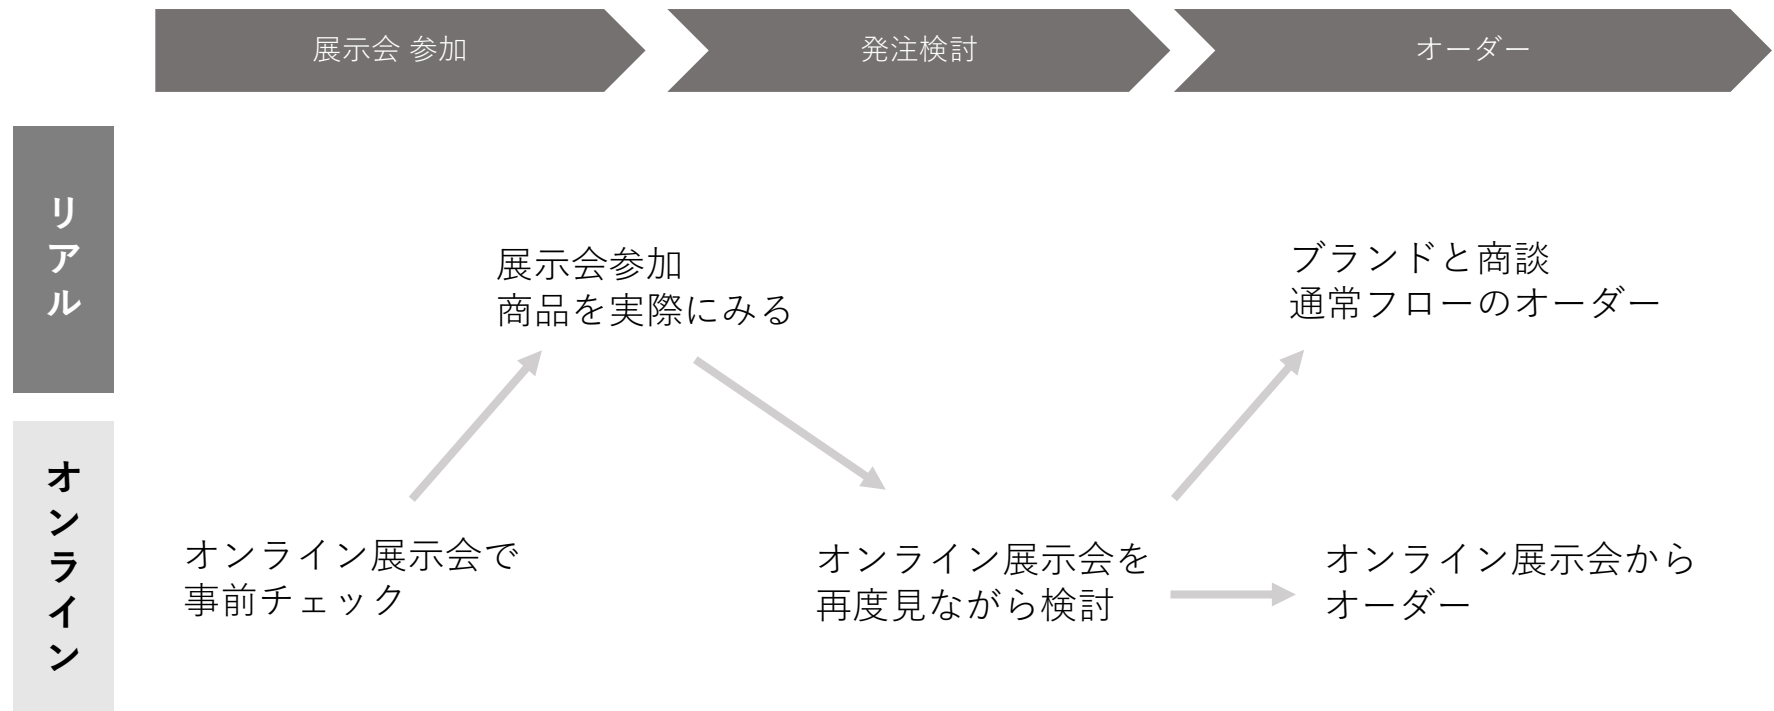 展示会 参加
発注検討
オーダー
リアル
展示会参加
商品を実際にみる
ブランドと商談
通常フローのオーダー
オンライン
オンライン展示会で
事前チェック
オンライン展示会を
再度見ながら検討
オンライン展示会から
オーダー